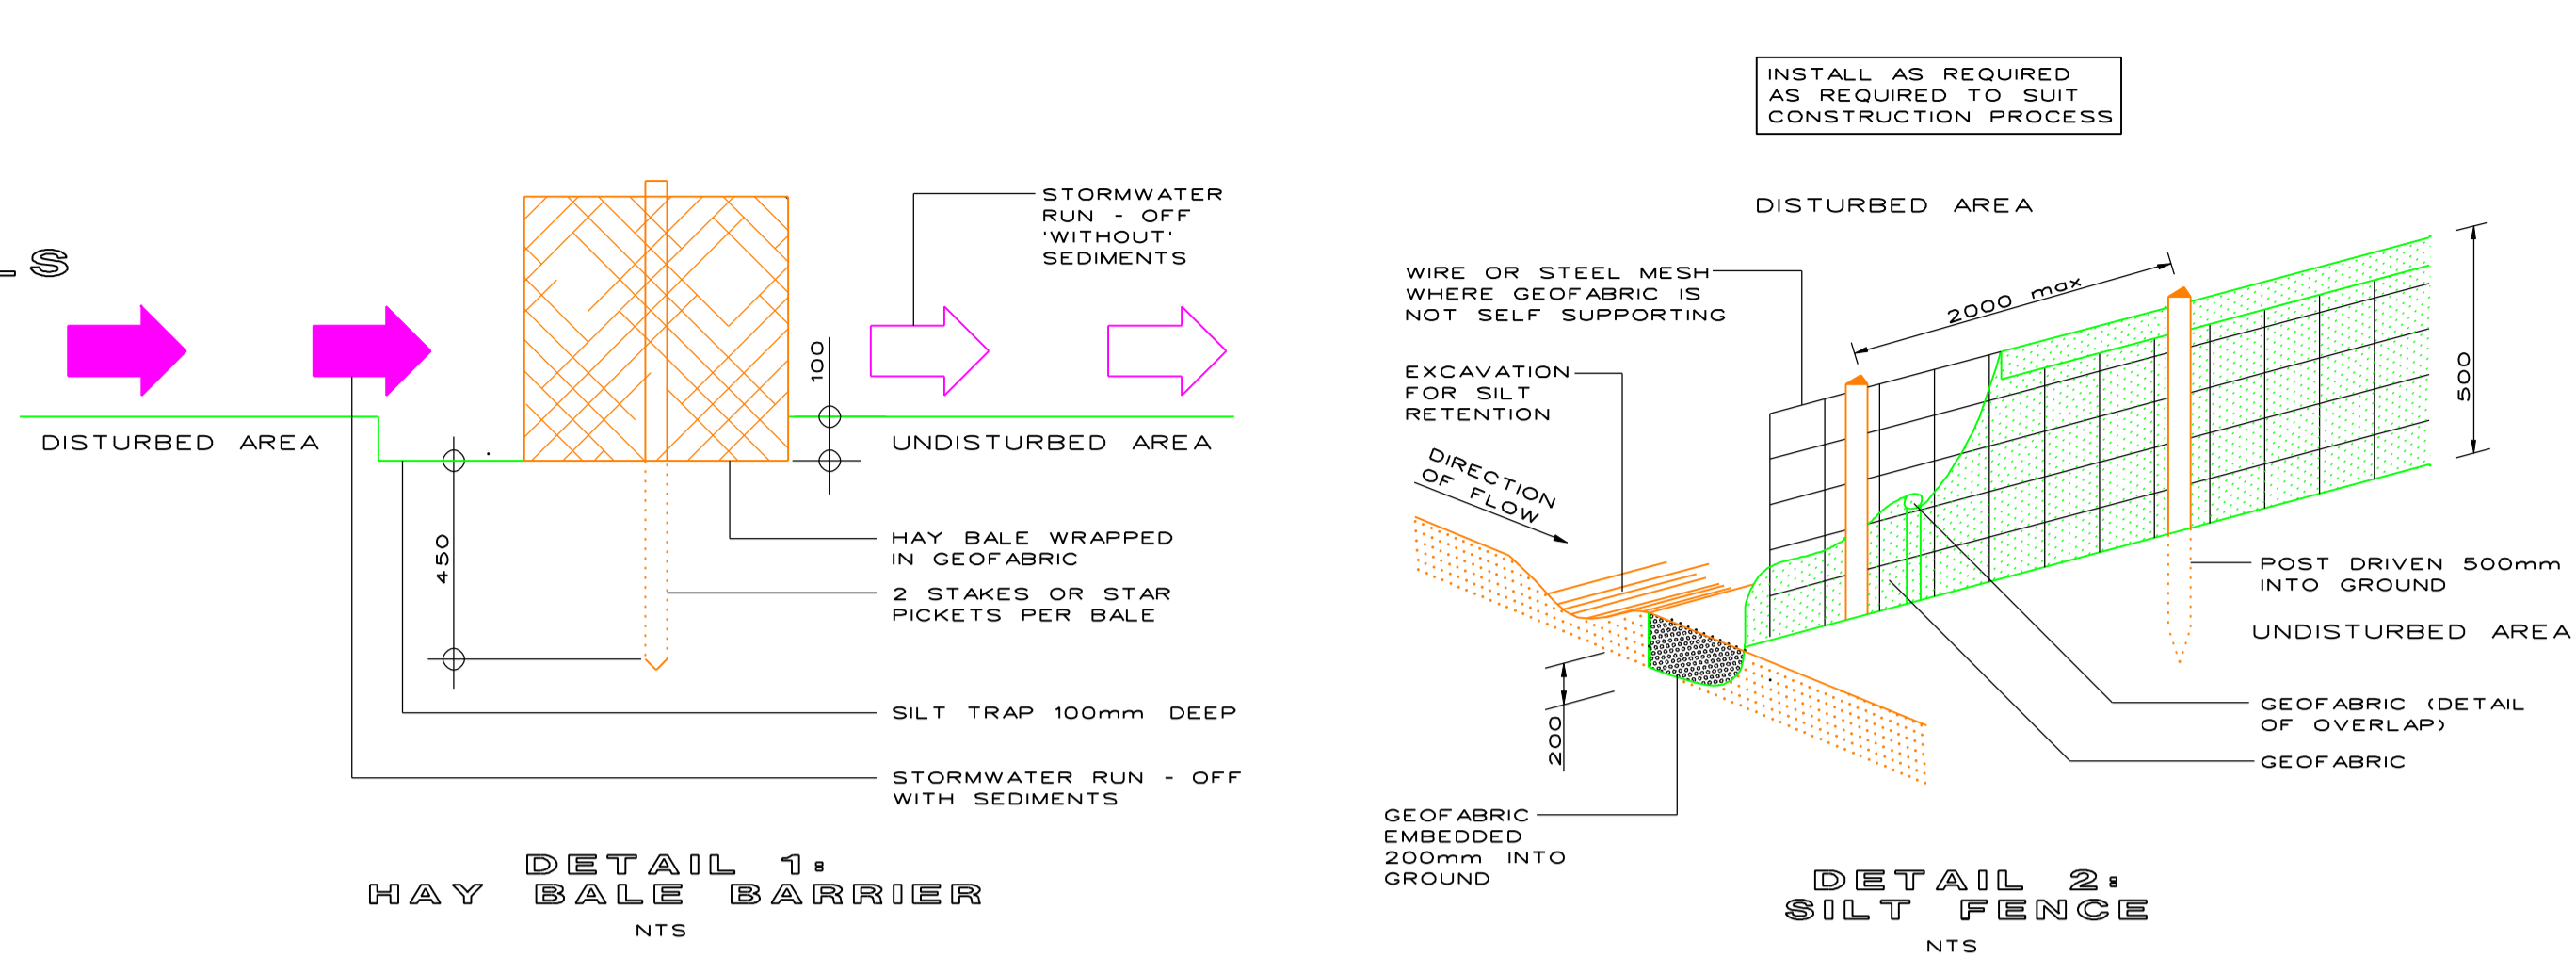 LS
STORMWATER
RUN - OFF
'WITHOUT'
SEDIMENTS
100
DISTURBED AREA
UNDISTURBED AREA
450
HAY BALE WRAPPED
IN GEOFABRIC
2 STAKES OR STAR
PICKETS PER BALE
SILT TRAP 100mm DEEP
STORMWATER RUN - OFF
WITH SEDIMENTS
DETAIL 1:
HAY BALE BARRIER
NTS
INSTALL AS REQUIRED
AS REQUIRED TO SUIT
CONSTRUCTION PROCESS
DISTURBED AREA
WIRE OR STEEL MESH
WHERE GEOFABRIC IS
NOT SELF SUPPORTING
2000 max
500
EXCAVATION
FOR SILT
RETENTION
DIRECTION
OF FLOW
POST DRIVEN 500mm
INTO GROUND
UNDISTURBED AREA
GEOFABRIC (DETAIL
OF OVERLAP)
GEOFABRIC
200
GEOFABRIC
EMBEDDED
200mm INTO
GROUND
DETAIL 2:
SILT FENCE
NTS